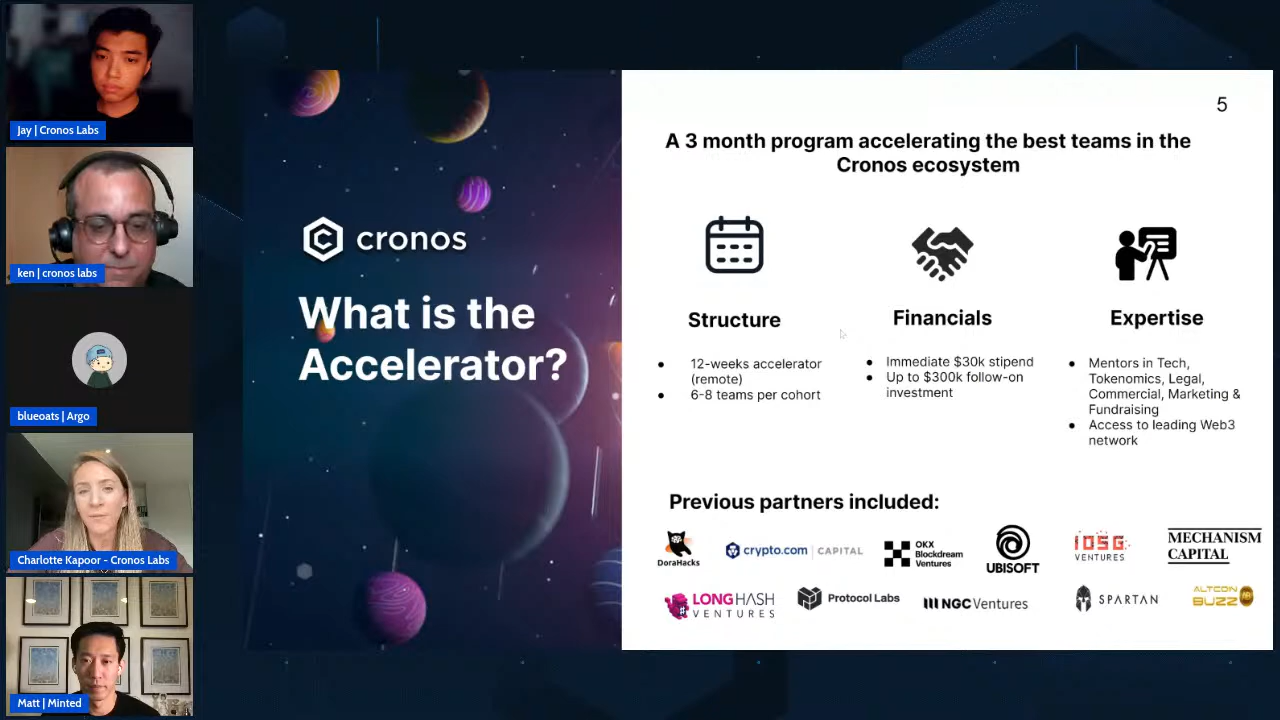 Jay | Cronos Labs
ken | cronos labs
blueoats | Argo
Charlotte Kapoor - Cronos Labs
Matt | Minted
cronos
What is the
Accelerator?
5
A 3 month program accelerating the best teams in the
Cronos ecosystem
Structure
• 12-weeks accelerator
(remote)
• 6-8 teams per cohort
Financials
• Immediate $30k stipend
• Up to $300k follow-on
investment
Expertise
• Mentors in Tech,
Tokenomics, Legal,
Commercial, Marketing &
Fundraising
• Access to leading Web3
network
Previous partners included:
DoraHacks
crypto.com | CAPITAL
OKX
Blockdream
Ventures
UBISOFT
IOSG
VENTURES
MECHANISM
CAPITAL
LONGHASH
VENTURES
Protocol Labs
NGC Ventures
SPARTAN
ALTCOIN
BUZZ